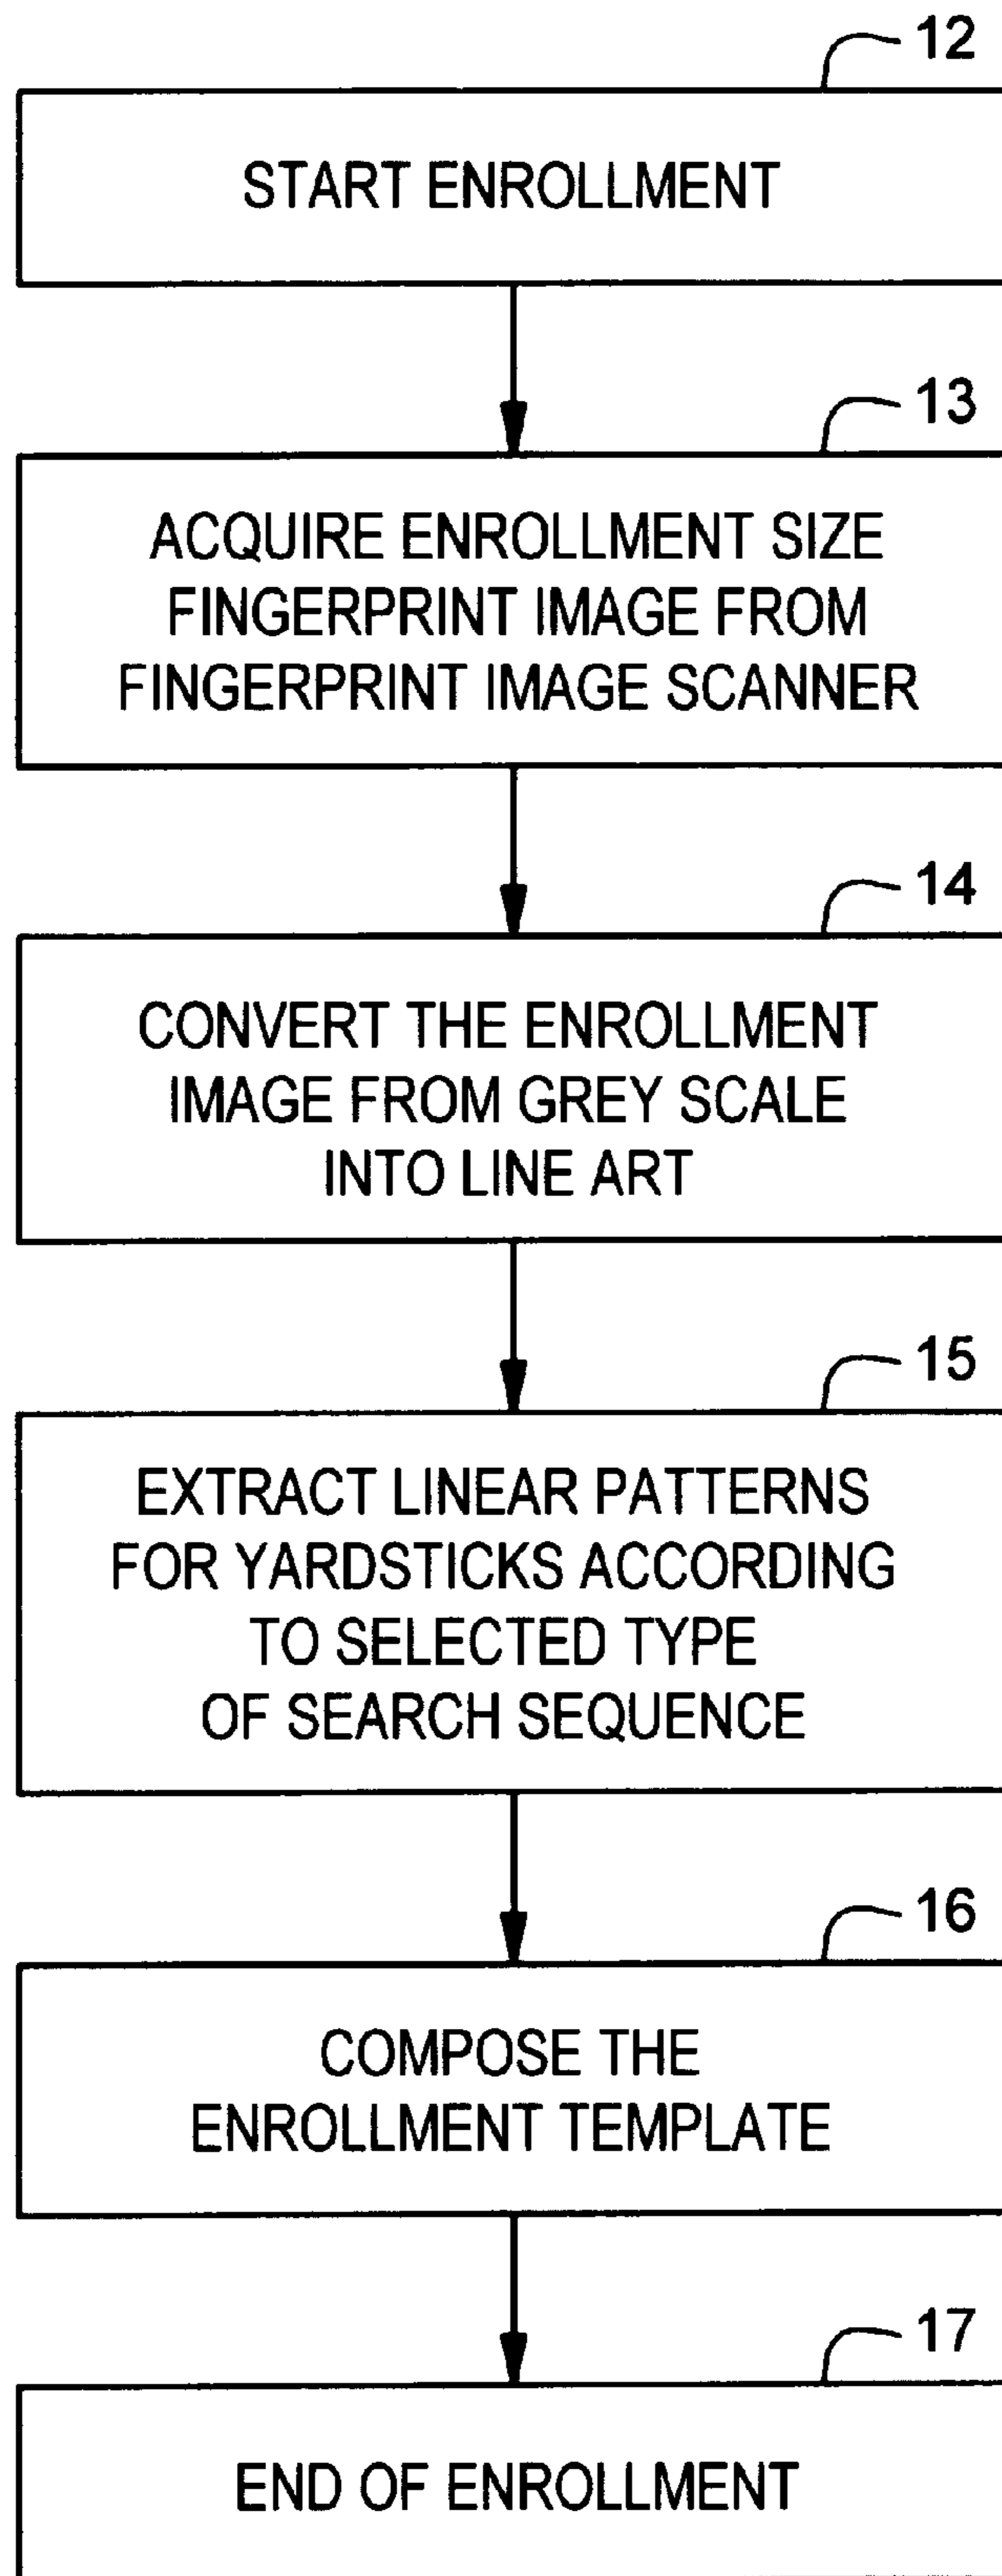 12
START ENROLLMENT
13
ACQUIRE ENROLLMENT SIZE
FINGERPRINT IMAGE FROM
FINGERPRINT IMAGE SCANNER
14
CONVERT THE ENROLLMENT
IMAGE FROM GREY SCALE
INTO LINE ART
15
EXTRACT LINEAR PATTERNS
FOR YARDSTICKS ACCORDING
TO SELECTED TYPE
OF SEARCH SEQUENCE
16
COMPOSE THE
ENROLLMENT TEMPLATE
17
END OF ENROLLMENT